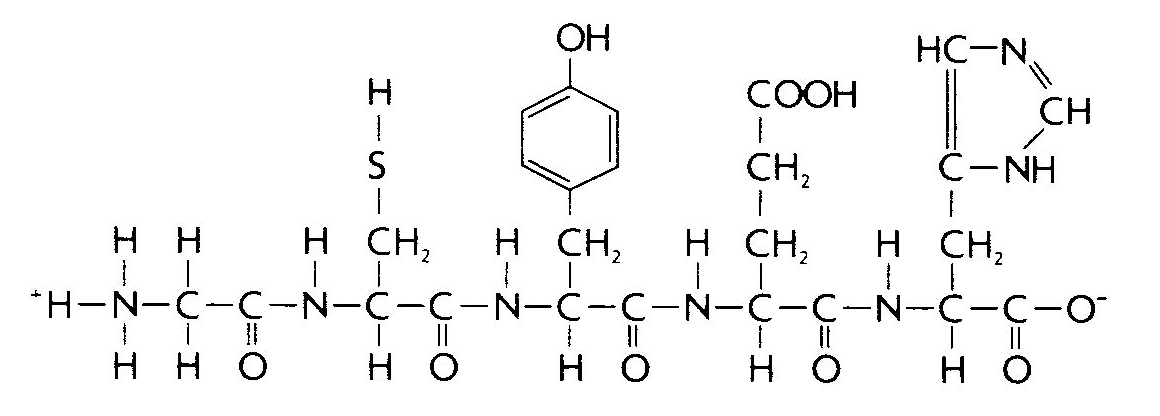 OH
HC–N
H COOH
CH
S CH₂ C–NH
H H H CH₂ H CH₂ H CH₂ H CH₂
⁺H–N–C–C–N–C–C–N–C–C–N–C–C–N–C–C–O⁻
H H O H O H O H O H O